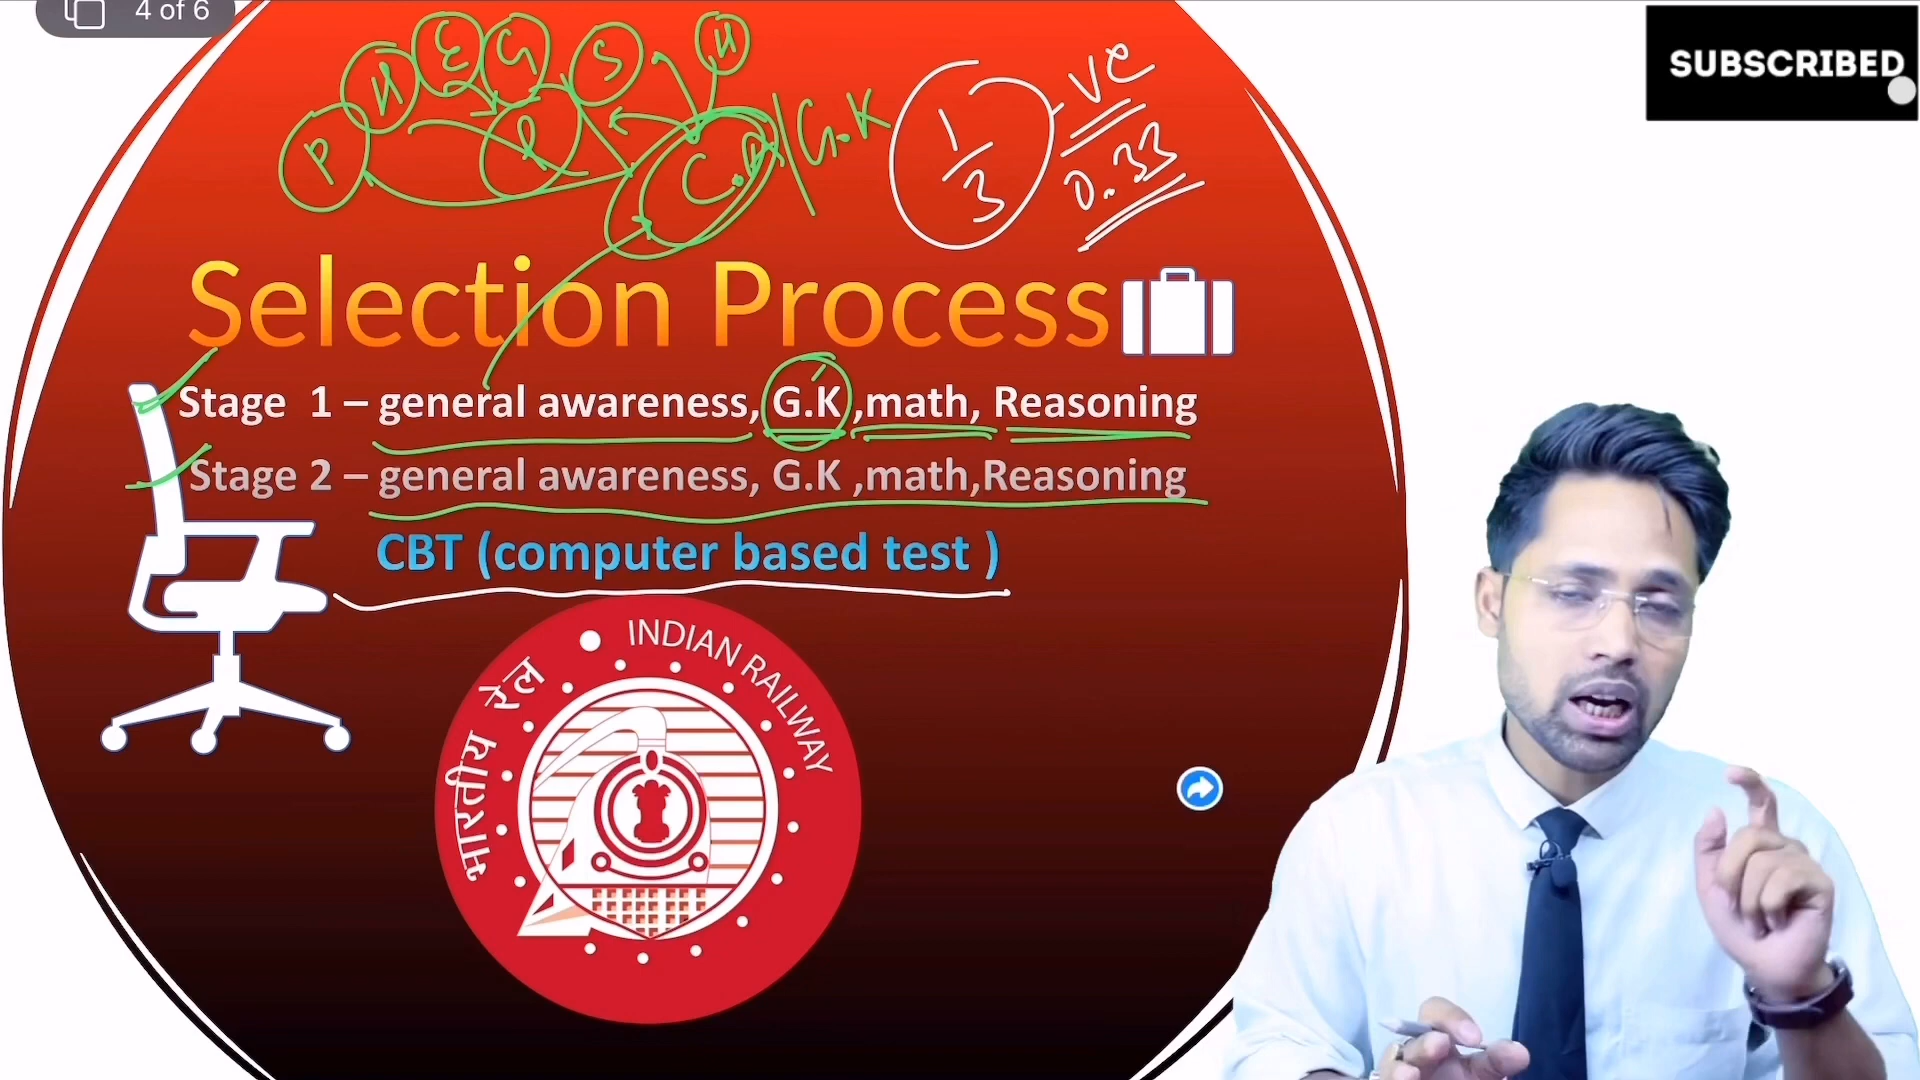 4 of 6
SUBSCRIBED
P H E G S H
P C.A/G.K
1/3 -ve
0.33
Selection Process
Stage 1 – general awareness, G.K ,math, Reasoning
Stage 2 – general awareness, G.K ,math,Reasoning
CBT (computer based test )
भारतीय रेल
INDIAN RAILWAY